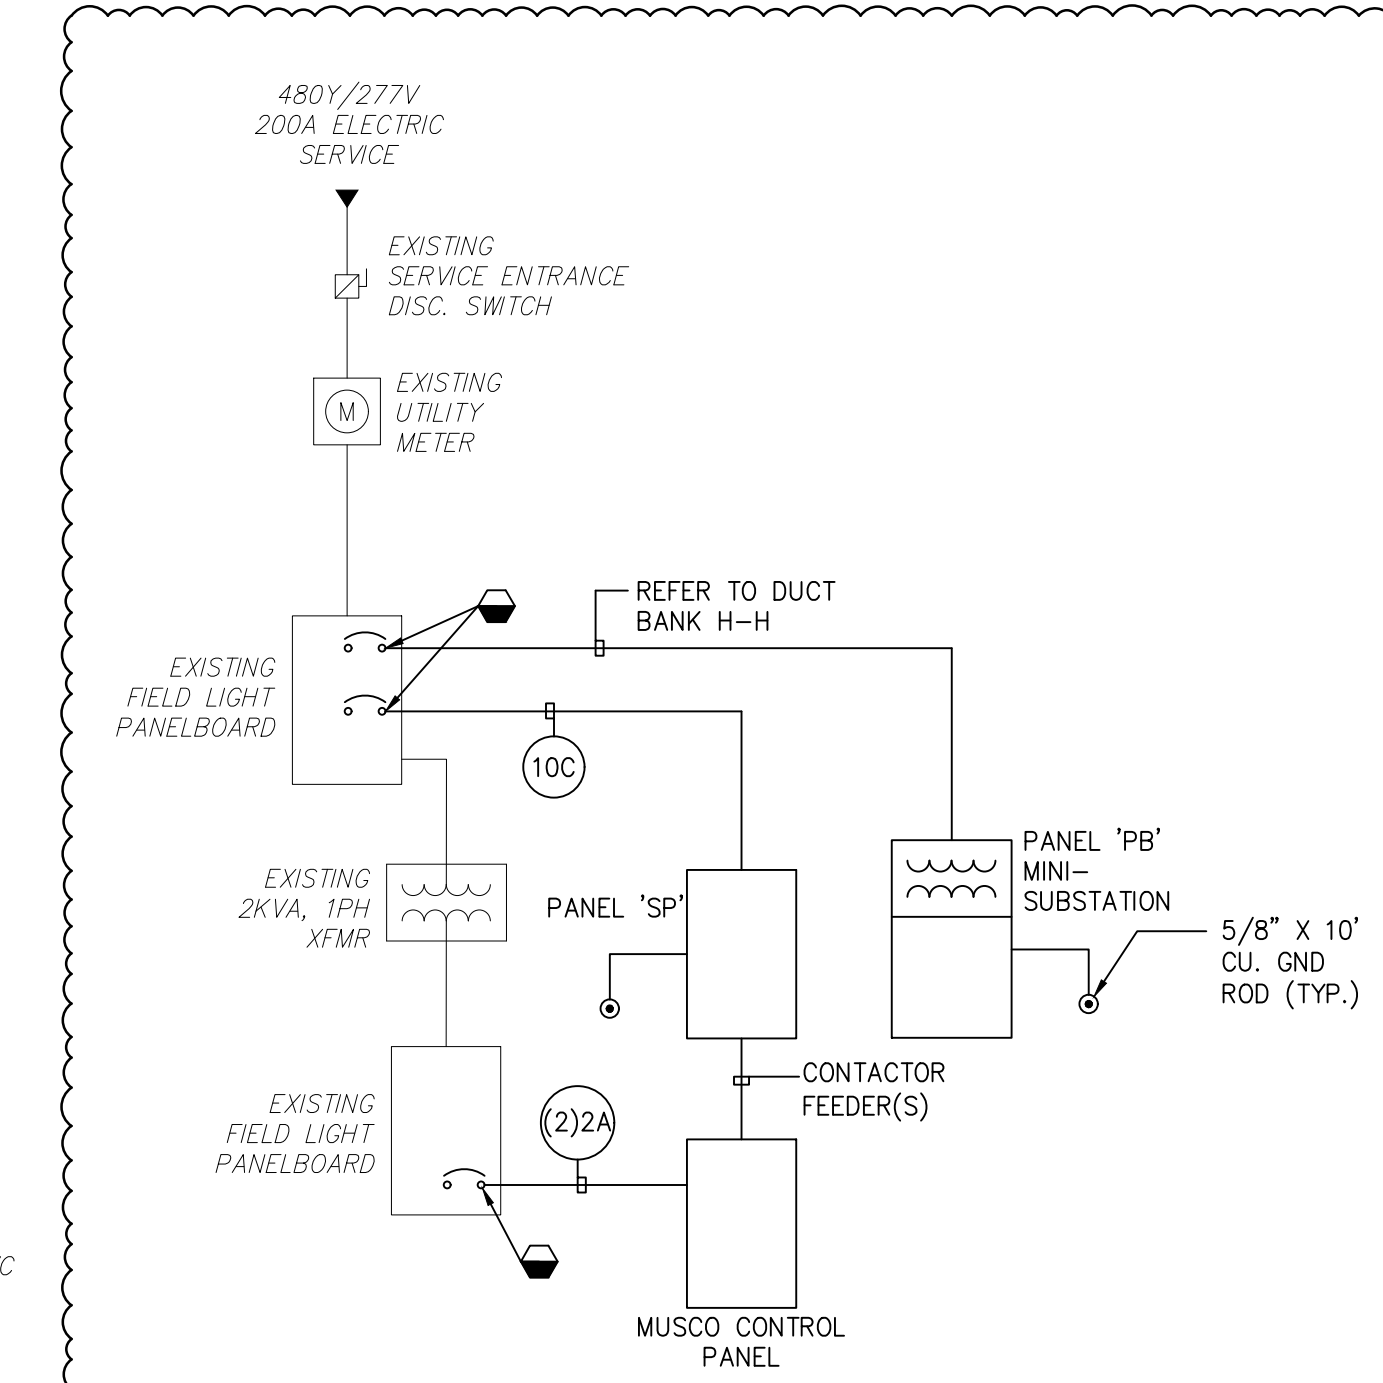 480Y/277V
200A ELECTRIC
SERVICE
EXISTING
SERVICE ENTRANCE
DISC. SWITCH
M
EXISTING
UTILITY
METER
REFER TO DUCT
BANK H-H
EXISTING
FIELD LIGHT
PANELBOARD
10C
EXISTING
2KVA, 1PH
XFMR
PANEL 'SP'
PANEL 'PB'
MINI-
SUBSTATION
5/8" X 10'
CU. GND
ROD (TYP.)
CONTACTOR
FEEDER(S)
EXISTING
FIELD LIGHT
PANELBOARD
(2)2A
MUSCO CONTROL
PANEL